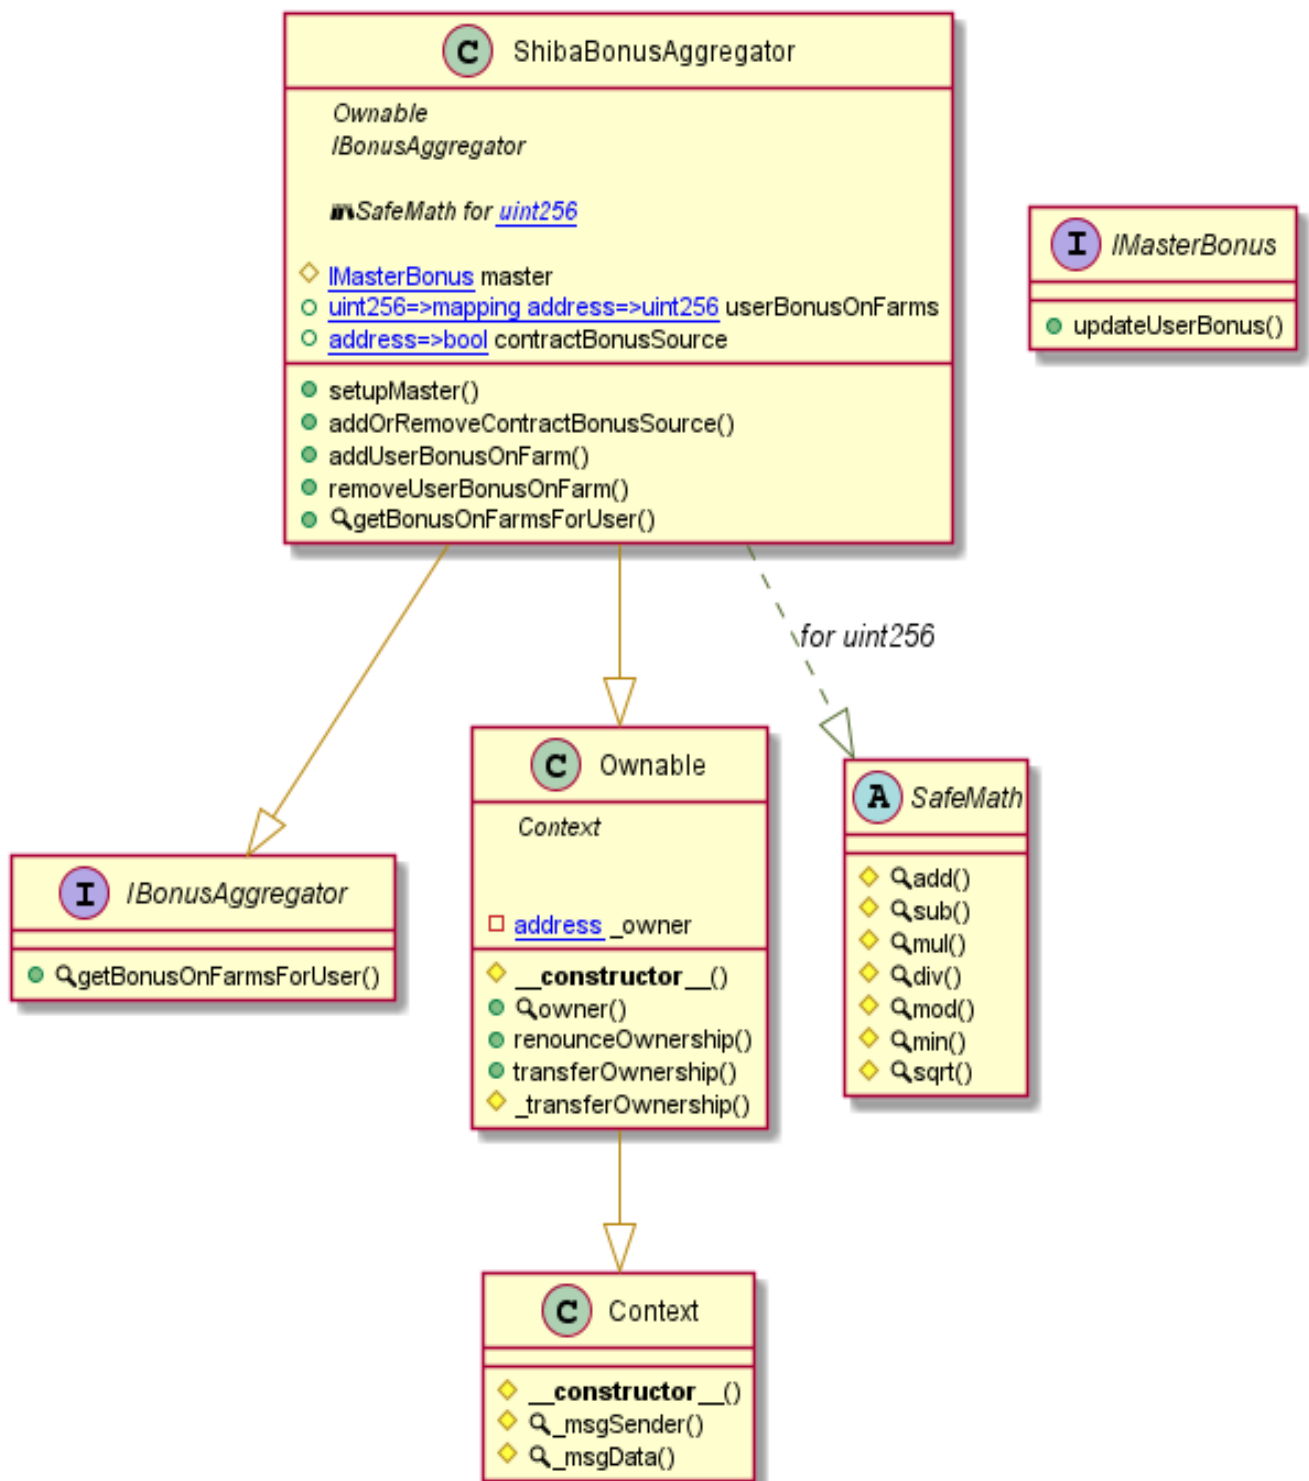 C ShibaBonusAggregator
Ownable
IBonusAggregator
SafeMath for uint256
IMasterBonus master
uint256=>mapping address=>uint256 userBonusOnFarms
address=>bool contractBonusSource
setupMaster()
addOrRemoveContractBonusSource()
addUserBonusOnFarm()
removeUserBonusOnFarm()
getBonusOnFarmsForUser()
I IMasterBonus
updateUserBonus()
for uint256
I IBonusAggregator
getBonusOnFarmsForUser()
C Ownable
Context
address _owner
__constructor__()
owner()
renounceOwnership()
transferOwnership()
_transferOwnership()
A SafeMath
add()
sub()
mul()
div()
mod()
min()
sqrt()
C Context
__constructor__()
_msgSender()
_msgData()